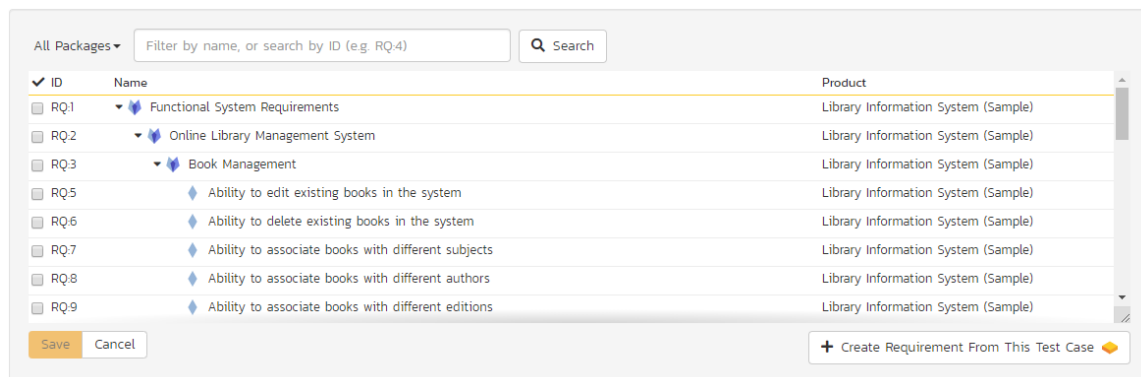 All Packages Filter by name, or search by ID (e.g. RQ:4) Search
ID Name Product
RQ:1 Functional System Requirements Library Information System (Sample)
RQ:2 Online Library Management System Library Information System (Sample)
RQ:3 Book Management Library Information System (Sample)
RQ:5 Ability to edit existing books in the system Library Information System (Sample)
RQ:6 Ability to delete existing books in the system Library Information System (Sample)
RQ:7 Ability to associate books with different subjects Library Information System (Sample)
RQ:8 Ability to associate books with different authors Library Information System (Sample)
RQ:9 Ability to associate books with different editions Library Information System (Sample)
Save Cancel + Create Requirement From This Test Case